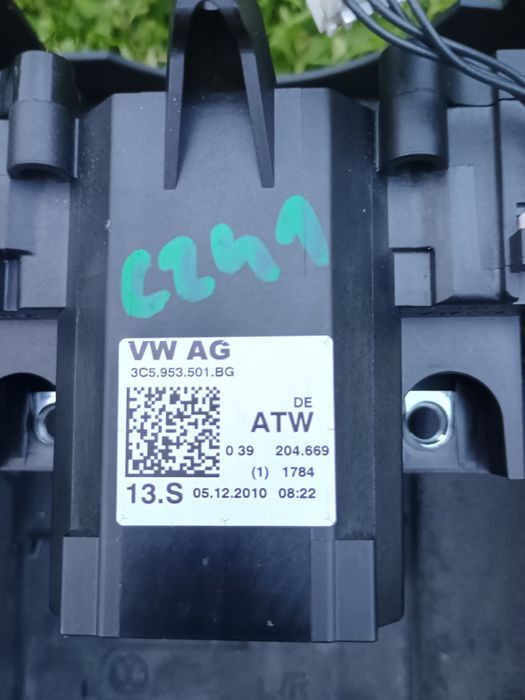 C241
VW AG
3C5.953.501.BG
DE
ATW
0 39 204.669
(1) 1784
13.S 05.12.2010 08:22